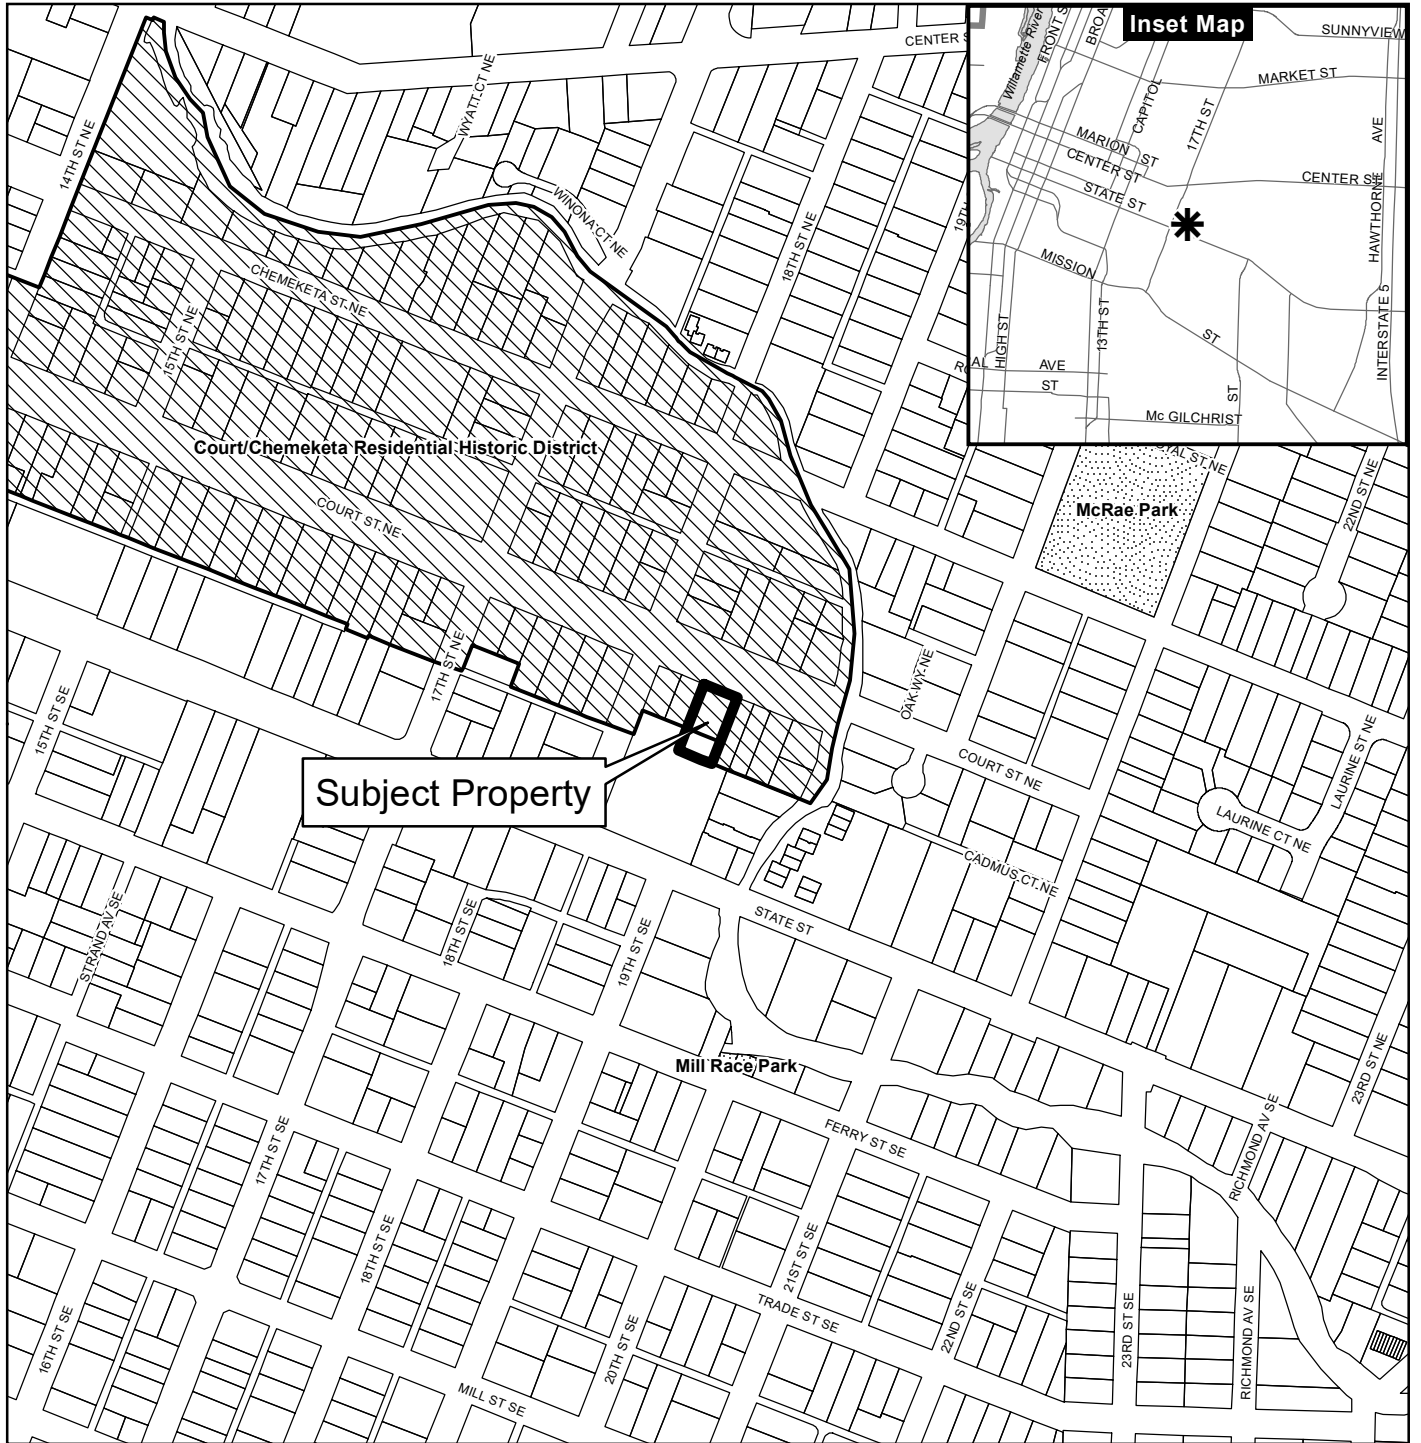 Inset Map
Willamette River
FRONT S
BROA
SUNNYVIEW
MARKET ST
CAPITOL
17TH ST
MARION ST
CENTER ST
STATE ST
AVE
CENTER ST
HAWTHORNE
MISSION
ST
13TH ST
HIGH ST
INTERSTATE 5
AL
AVE
ST
ST
Mc GILCHRIST
CENTER S
WYATT CT NE
14TH ST NE
WINONA CT NE
18TH ST NE
19TH
CHEMEKETA ST NE
15TH ST NE
Court/Chemeketa Residential Historic District
COURT ST NE
YAL ST NE
22ND ST NE
McRae Park
17TH ST NE
OAK WY NE
15TH ST SE
COURT ST NE
LAURINE ST NE
Subject Property
LAURINE CT NE
CADMUS CT NE
STRAND AV SE
18TH ST SE
19TH ST SE
STATE ST
Mill Race Park
23RD ST NE
FERRY ST SE
RICHMOND AV SE
17TH ST SE
18TH ST SE
21ST ST SE
TRADE ST SE
22ND ST SE
23RD ST SE
RICHMOND AV SE
16TH ST SE
20TH ST SE
MILL ST SE